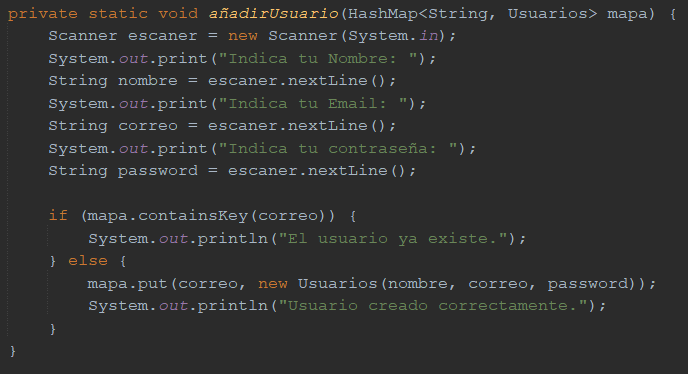 private static void añadirUsuario(HashMap<String, Usuarios> mapa) {
    Scanner escaner = new Scanner(System.in);
    System.out.print("Indica tu Nombre: ");
    String nombre = escaner.nextLine();
    System.out.print("Indica tu Email: ");
    String correo = escaner.nextLine();
    System.out.print("Indica tu contraseña: ");
    String password = escaner.nextLine();

    if (mapa.containsKey(correo)) {
        System.out.println("El usuario ya existe.");
    } else {
        mapa.put(correo, new Usuarios(nombre, correo, password));
        System.out.println("Usuario creado correctamente.");
    }
}